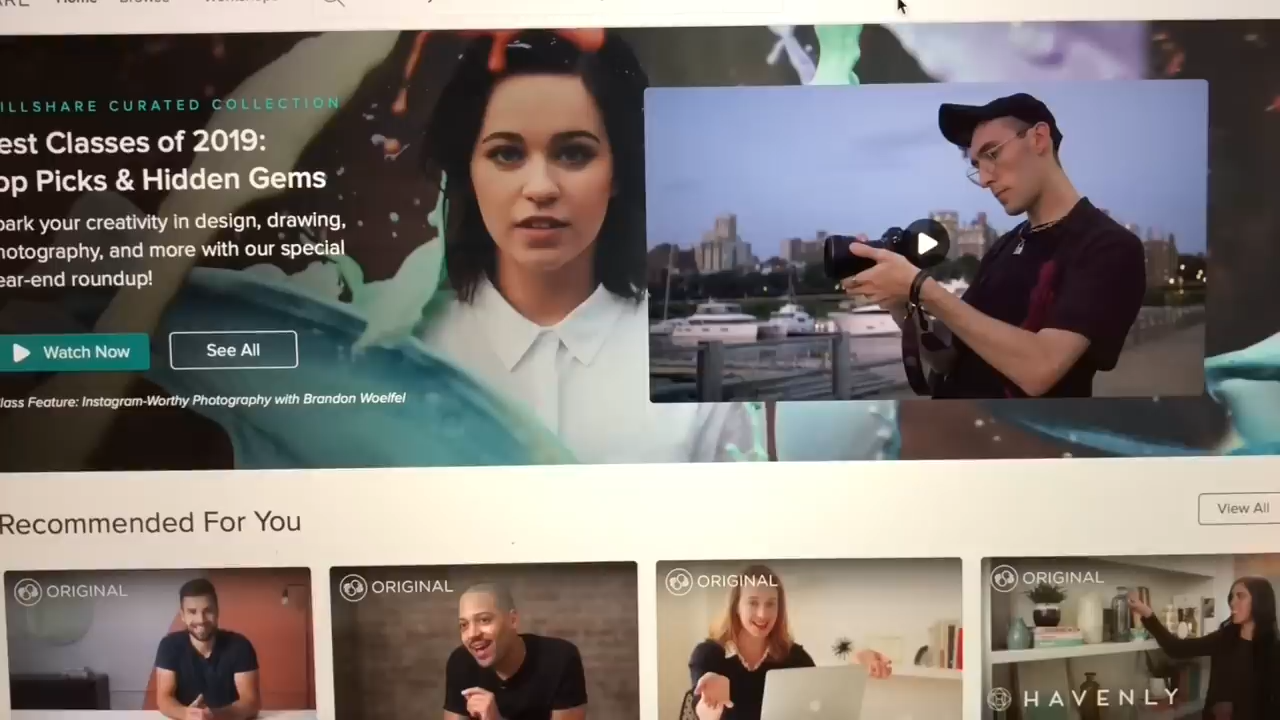 Home
ILLSHARE CURATED COLLECTION
est Classes of 2019:
op Picks & Hidden Gems
park your creativity in design, drawing,
hotography, and more with our special
ear-end roundup!
Watch Now See All
lass Feature: Instagram-Worthy Photography with Brandon Woelfel
Recommended For You
View All
ORIGINAL ORIGINAL ORIGINAL ORIGINAL
HAVENLY